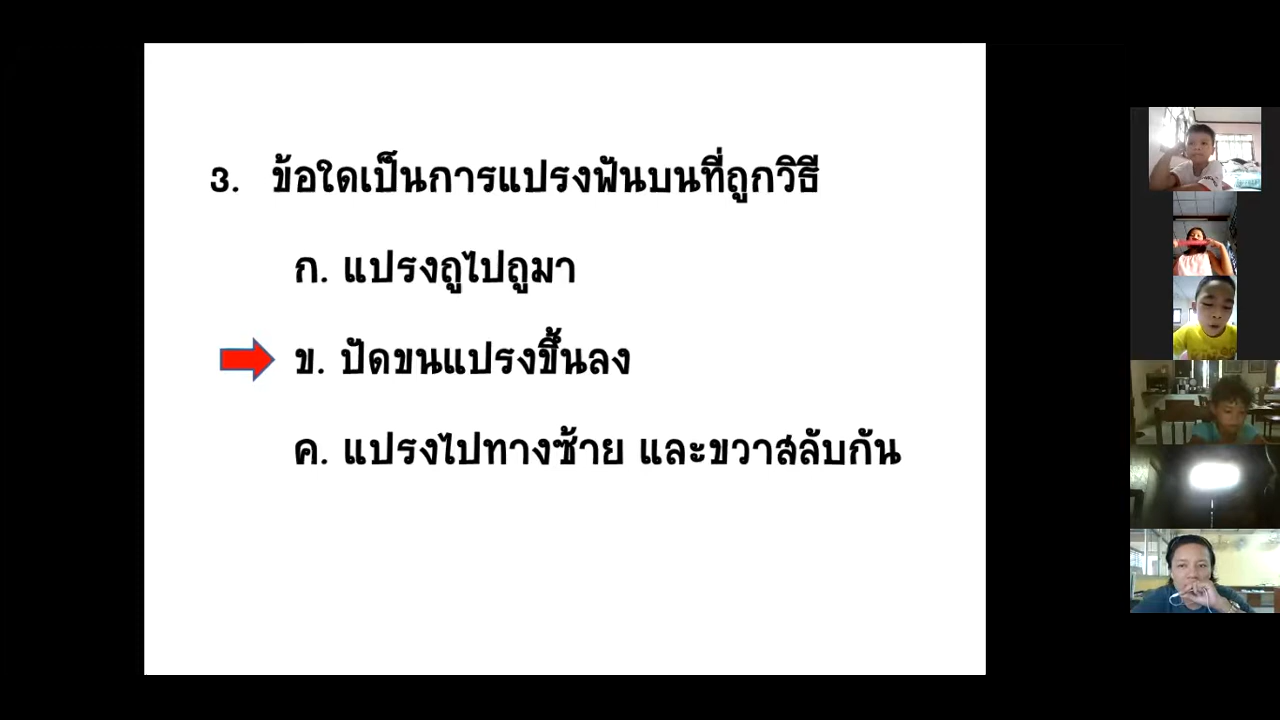 3. ข้อใดเป็นการแปรงฟันบนที่ถูกวิธี
ก. แปรงถูไปถูมา
ข. ปัดขนแปรงขึ้นลง
ค. แปรงไปทางซ้าย และขวาสลับกัน